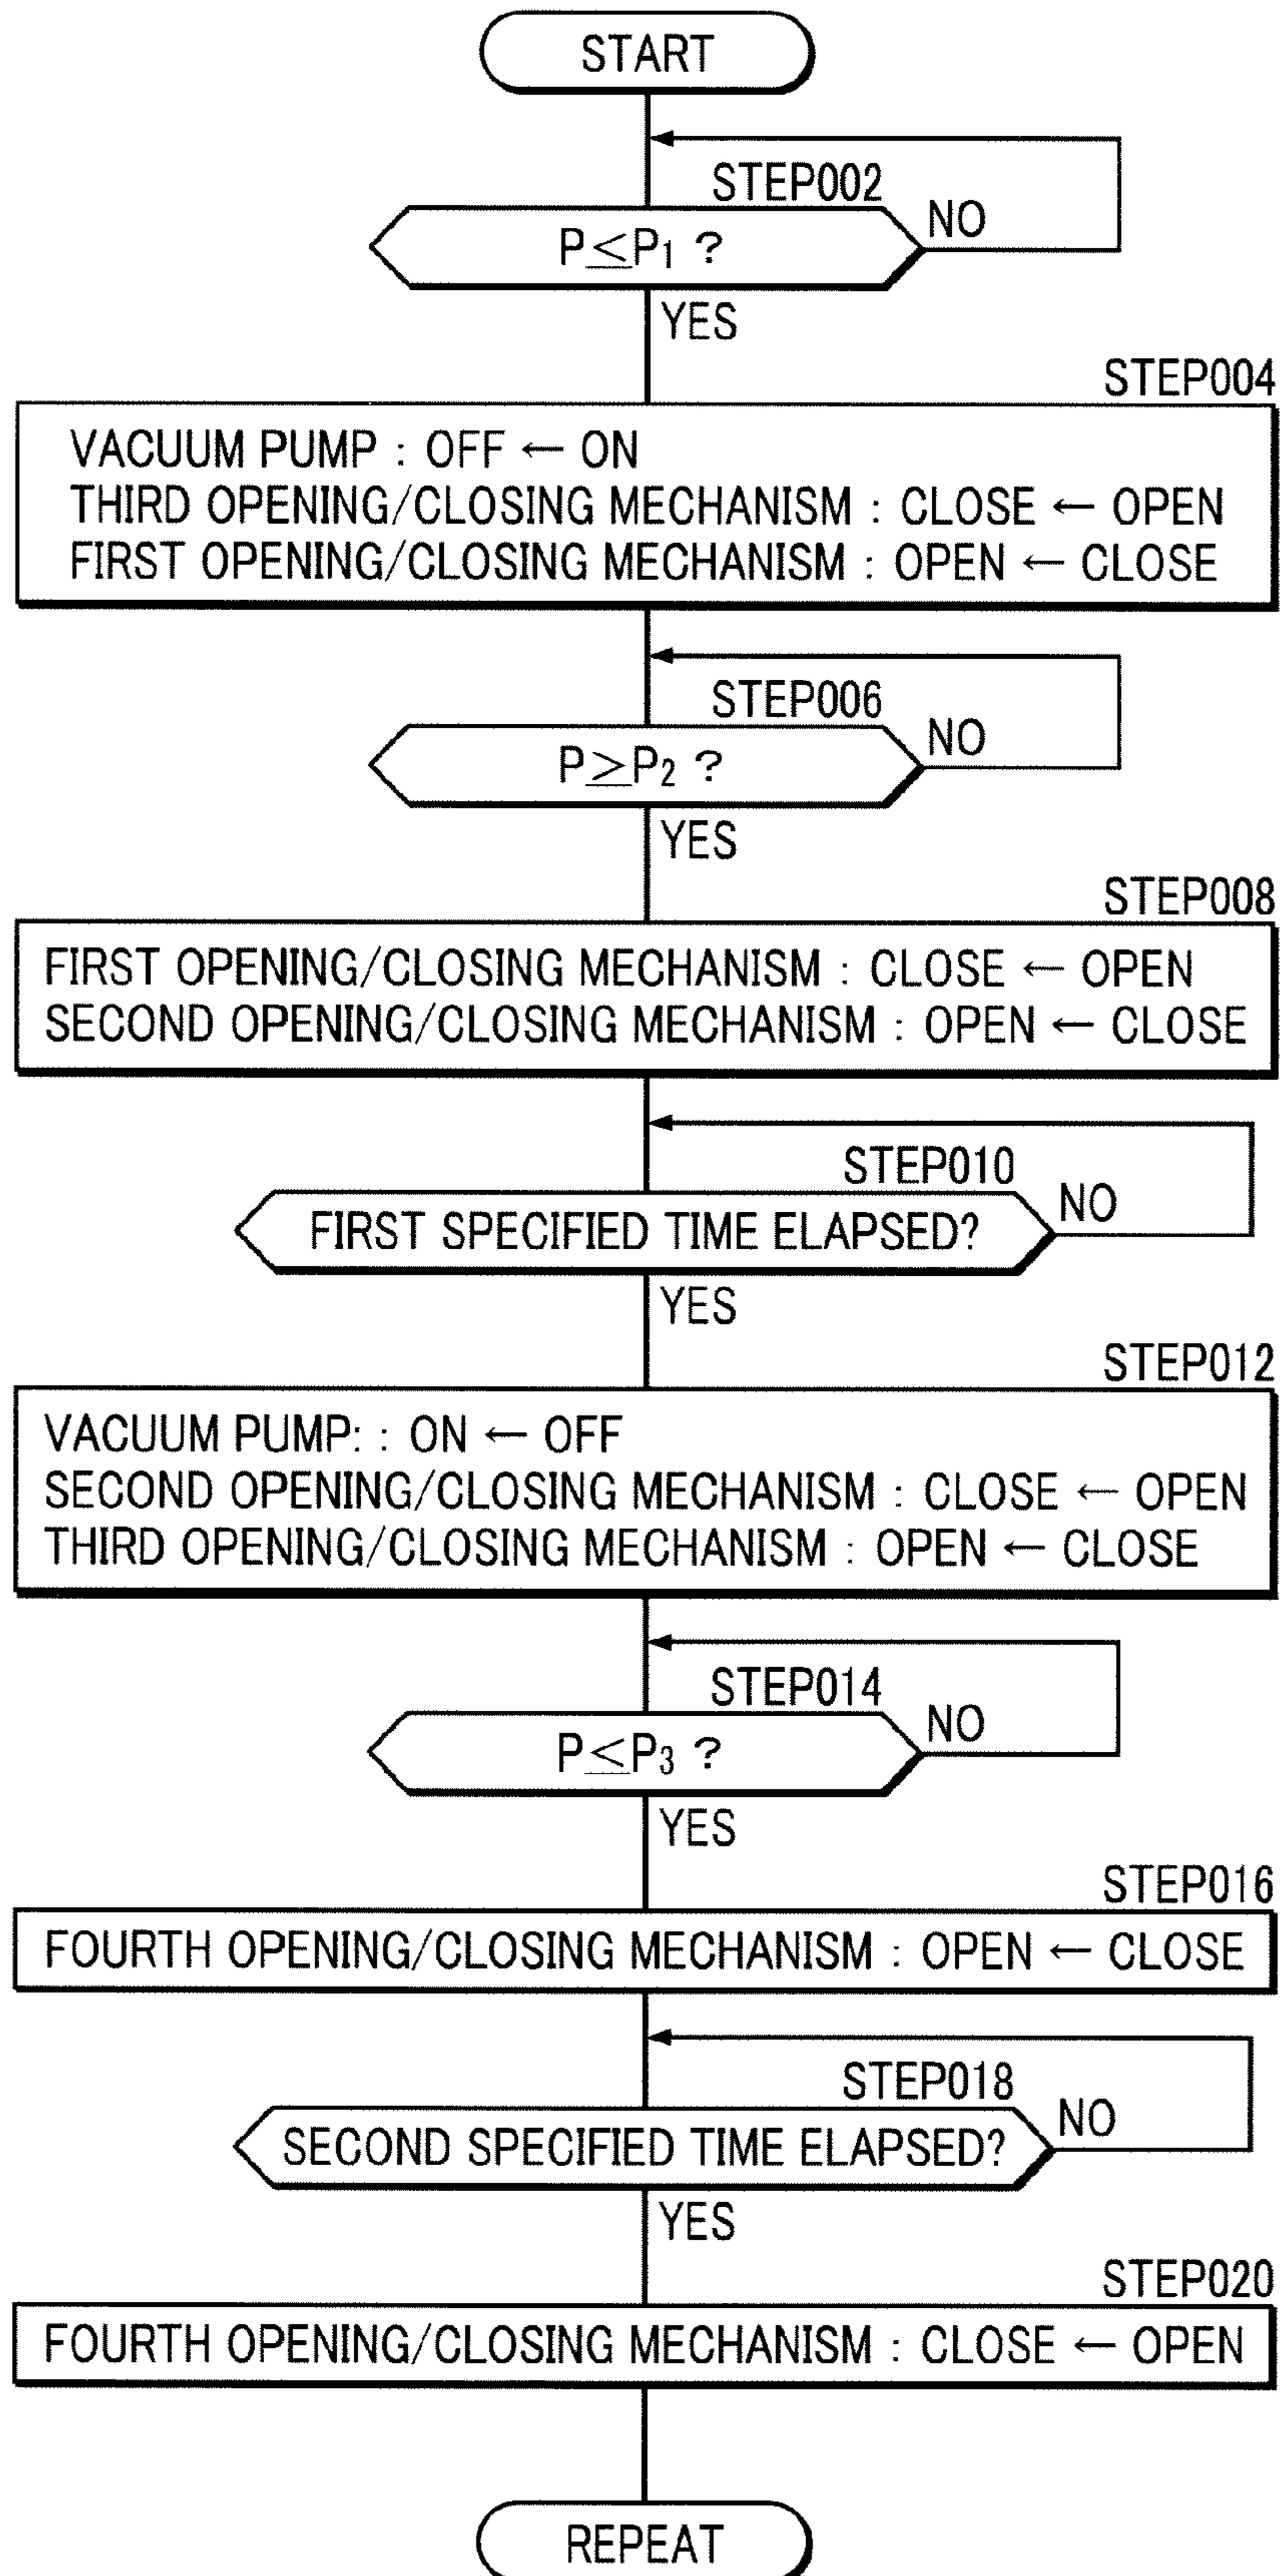 START
STEP002
P≦P1 ?
NO
YES
STEP004
VACUUM PUMP : OFF ← ON
THIRD OPENING/CLOSING MECHANISM : CLOSE ← OPEN
FIRST OPENING/CLOSING MECHANISM : OPEN ← CLOSE
STEP006
P≧P2 ?
NO
YES
STEP008
FIRST OPENING/CLOSING MECHANISM : CLOSE ← OPEN
SECOND OPENING/CLOSING MECHANISM : OPEN ← CLOSE
STEP010
FIRST SPECIFIED TIME ELAPSED?
NO
YES
STEP012
VACUUM PUMP: : ON ← OFF
SECOND OPENING/CLOSING MECHANISM : CLOSE ← OPEN
THIRD OPENING/CLOSING MECHANISM : OPEN ← CLOSE
STEP014
P≦P3 ?
NO
YES
STEP016
FOURTH OPENING/CLOSING MECHANISM : OPEN ← CLOSE
STEP018
SECOND SPECIFIED TIME ELAPSED?
NO
YES
STEP020
FOURTH OPENING/CLOSING MECHANISM : CLOSE ← OPEN
REPEAT